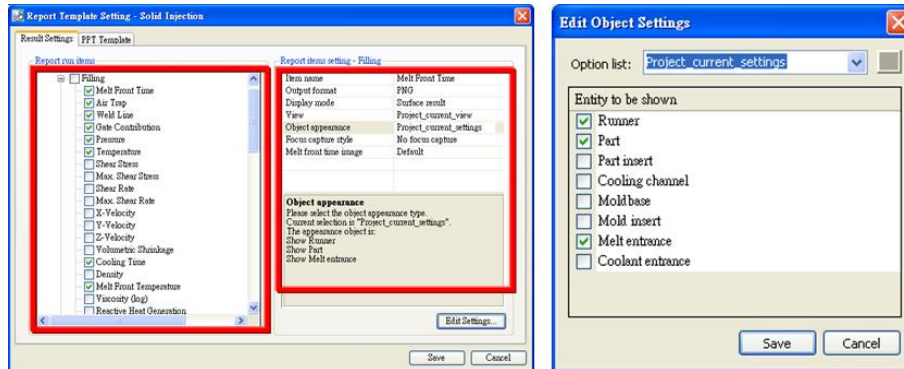 Report Template Setting - Solid Injection
Result Settings PPT Template
Report run items
Filling
Melt Front Time
Air Trap
Weld Line
Gate Contribution
Pressure
Temperature
Shear Stress
Max. Shear Stress
Shear Rate
Max. Shear Rate
X-Velocity
Y-Velocity
Z-Velocity
Volumetric Shrinkage
Cooling Time
Density
Melt Front Temperature
Viscosity (log)
Reactive Heat Generation
Report items setting - Filling
Item name Melt Front Time
Output format PNG
Display mode Surface result
View Project_current_view
Object appearance Project_current_settings
Focus capture style No focus capture
Melt front time image Default
Object appearance
Please select the object appearance type.
Current selection is "Project_current_settings".
The appearance object is:
Show Runner
Show Part
Show Melt entrance
Edit Settings...
Save Cancel
Edit Object Settings
Option list: Project_current_settings
Entity to be shown
Runner
Part
Part insert
Cooling channel
Moldbase
Mold insert
Melt entrance
Coolant entrance
Save Cancel